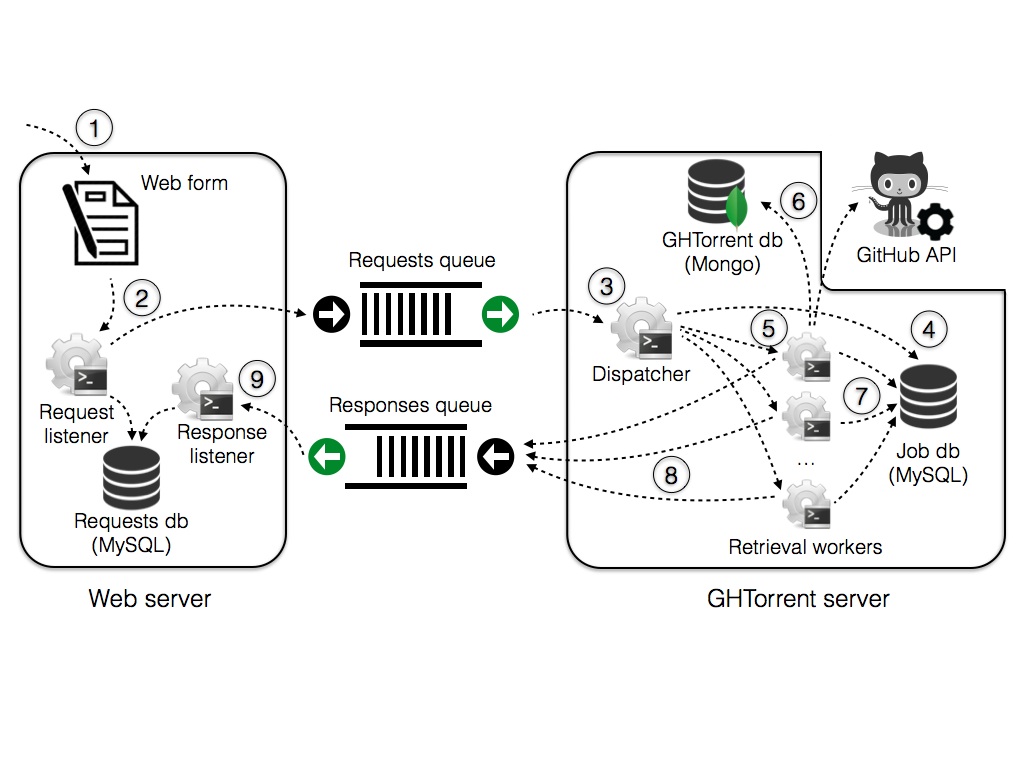 1
Web form
2
Request
listener
9
Response
listener
Requests db
(MySQL)
Web server
Requests queue
Responses queue
3
Dispatcher
GHTorrent db
(Mongo)
6
GitHub API
5
4
7
Job db
(MySQL)
8
...
Retrieval workers
GHTorrent server